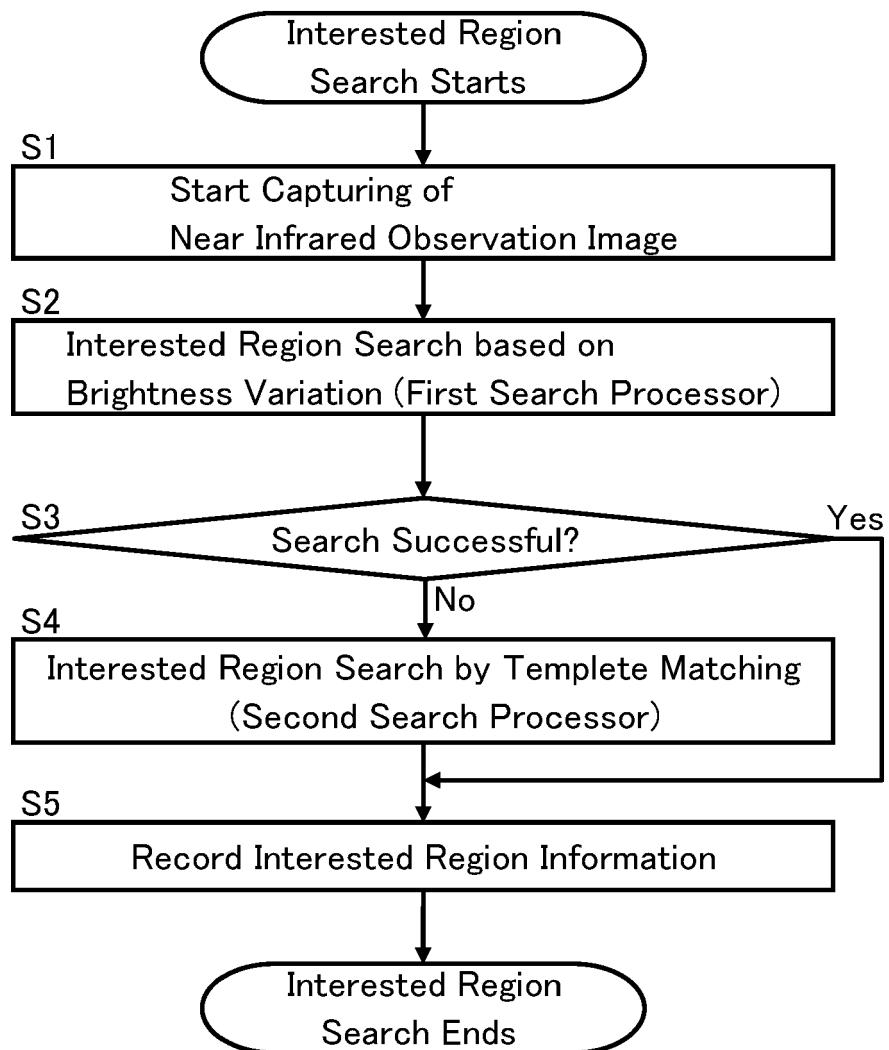 Interested Region
Search Starts
S1
Start Capturing of
Near Infrared Observation Image
S2
Interested Region Search based on
Brightness Variation (First Search Processor)
S3
Search Successful?
Yes
No
S4
Interested Region Search by Templete Matching
(Second Search Processor)
S5
Record Interested Region Information
Interested Region
Search Ends